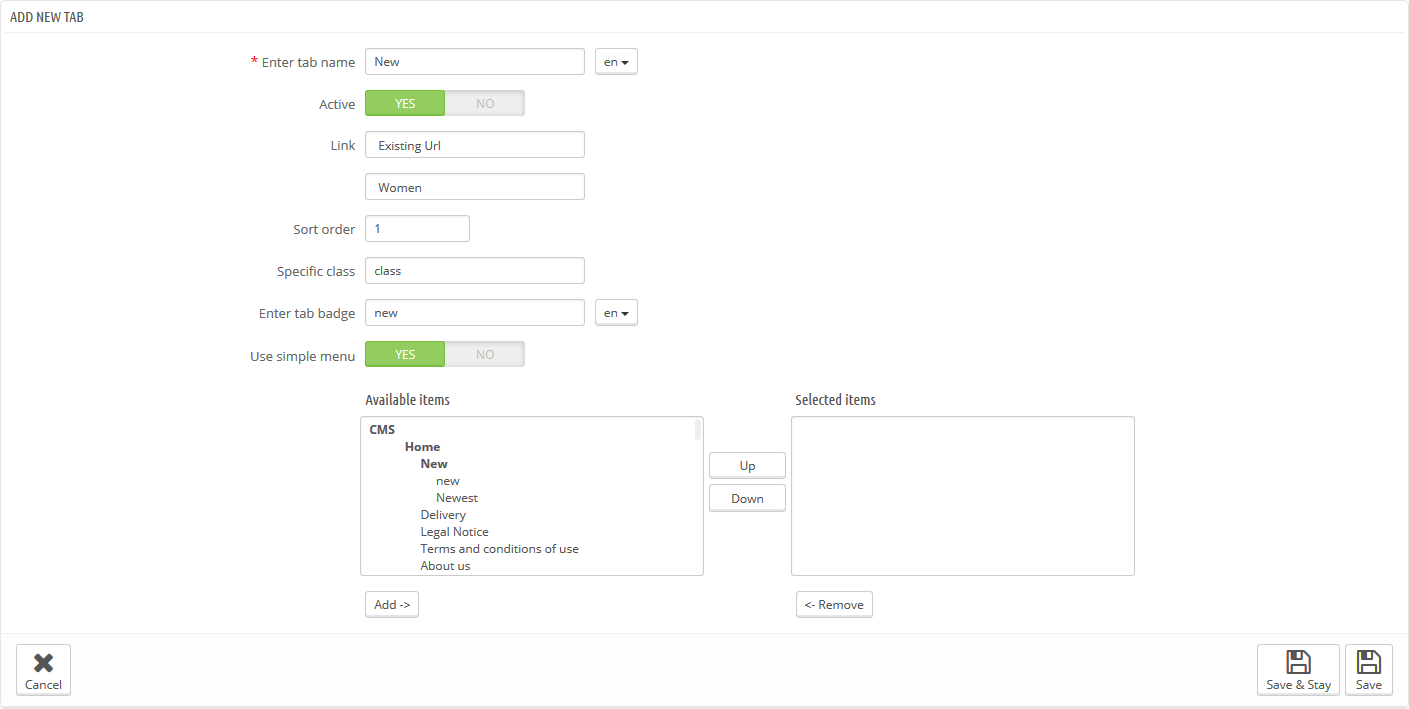 ADD NEW TAB
* Enter tab name New en
Active YES NO
Link Existing Url
Women
Sort order 1
Specific class class
Enter tab badge new en
Use simple menu YES NO
Available items Selected items
CMS
Home
New
new
Newest
Delivery
Legal Notice
Terms and conditions of use
About us
Up
Down
Add -> <- Remove
Cancel Save & Stay Save